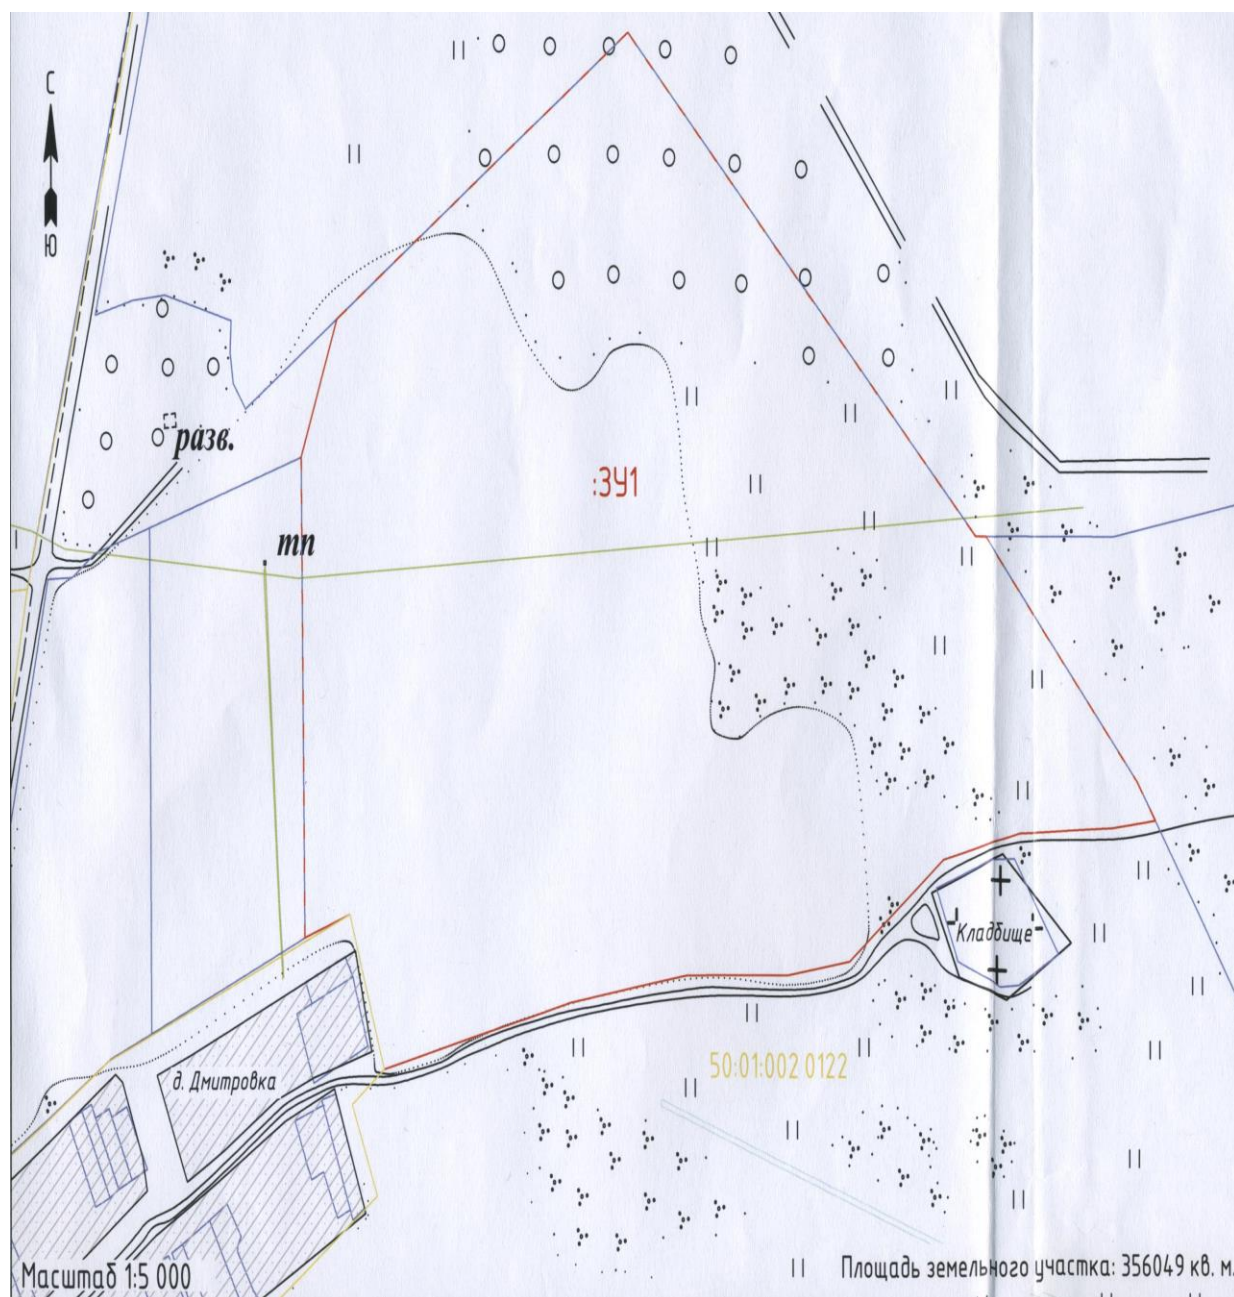 С
Ю
разв.
:ЗУ1
тп
Кладбище
50:01:002 0122
д. Дмитровка
Масштаб 1:5 000
Площадь земельного участка: 356049 кв. м.